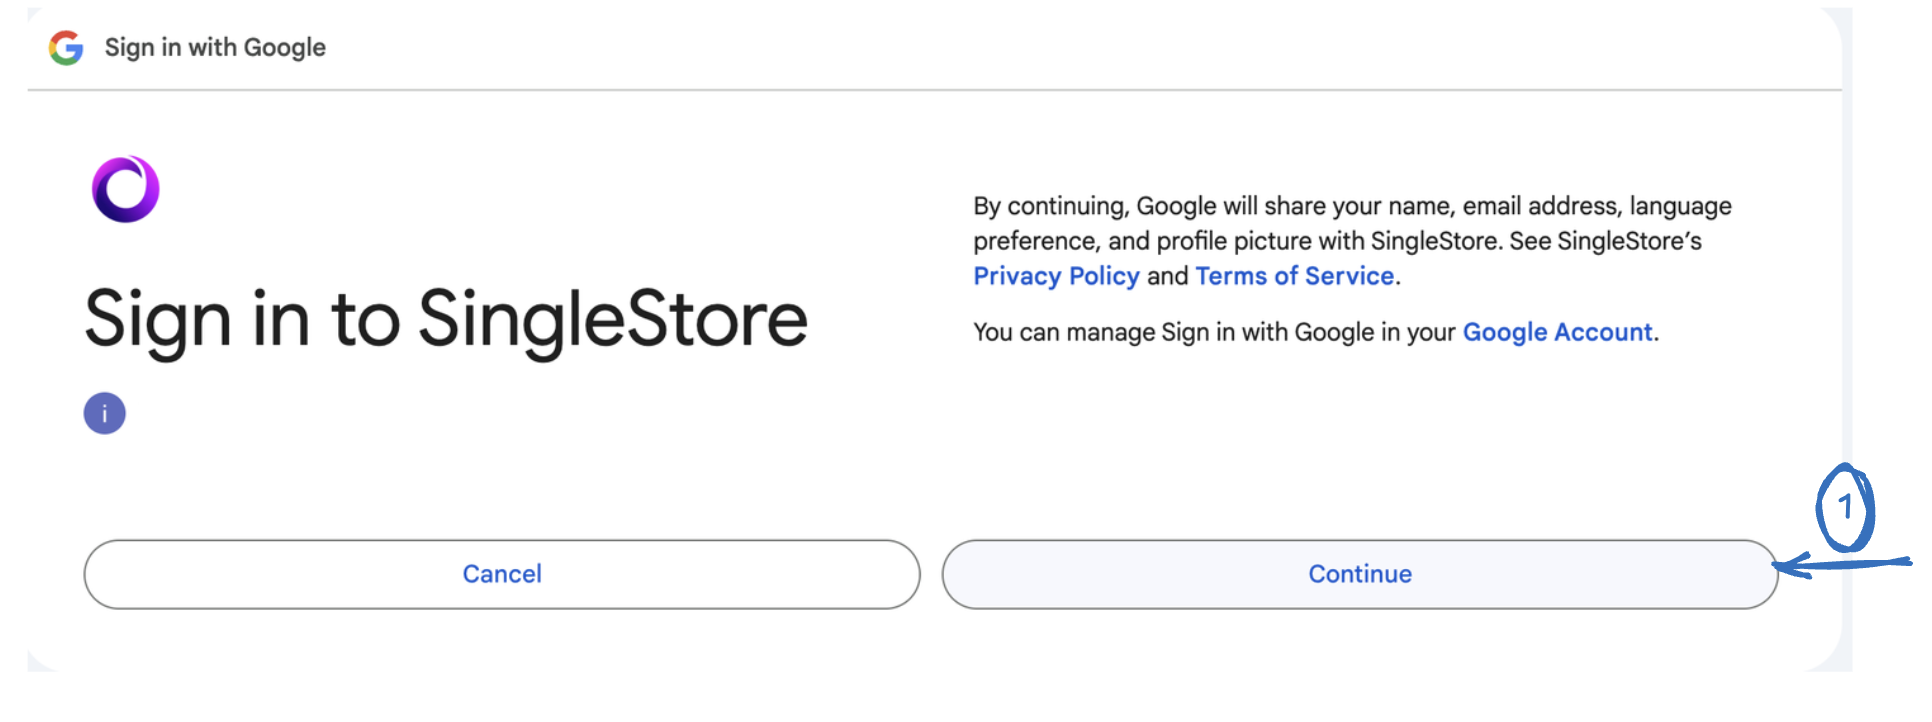 Sign in with Google
Sign in to SingleStore
i
By continuing, Google will share your name, email address, language
preference, and profile picture with SingleStore. See SingleStore's
Privacy Policy and Terms of Service.
You can manage Sign in with Google in your Google Account.
1
Cancel
Continue